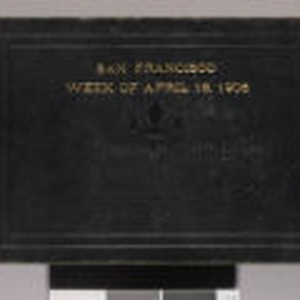 SAN FRANCISCO
WEEK OF APRIL 18, 1906